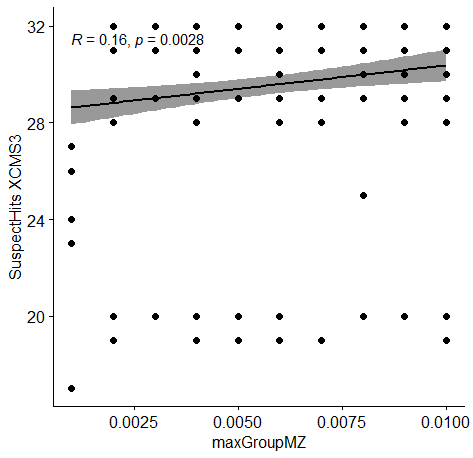 R = 0.16, p = 0.0028
SuspectHits XCMS3
32
28
24
20
0.0025 0.0050 0.0075 0.0100
maxGroupMZ